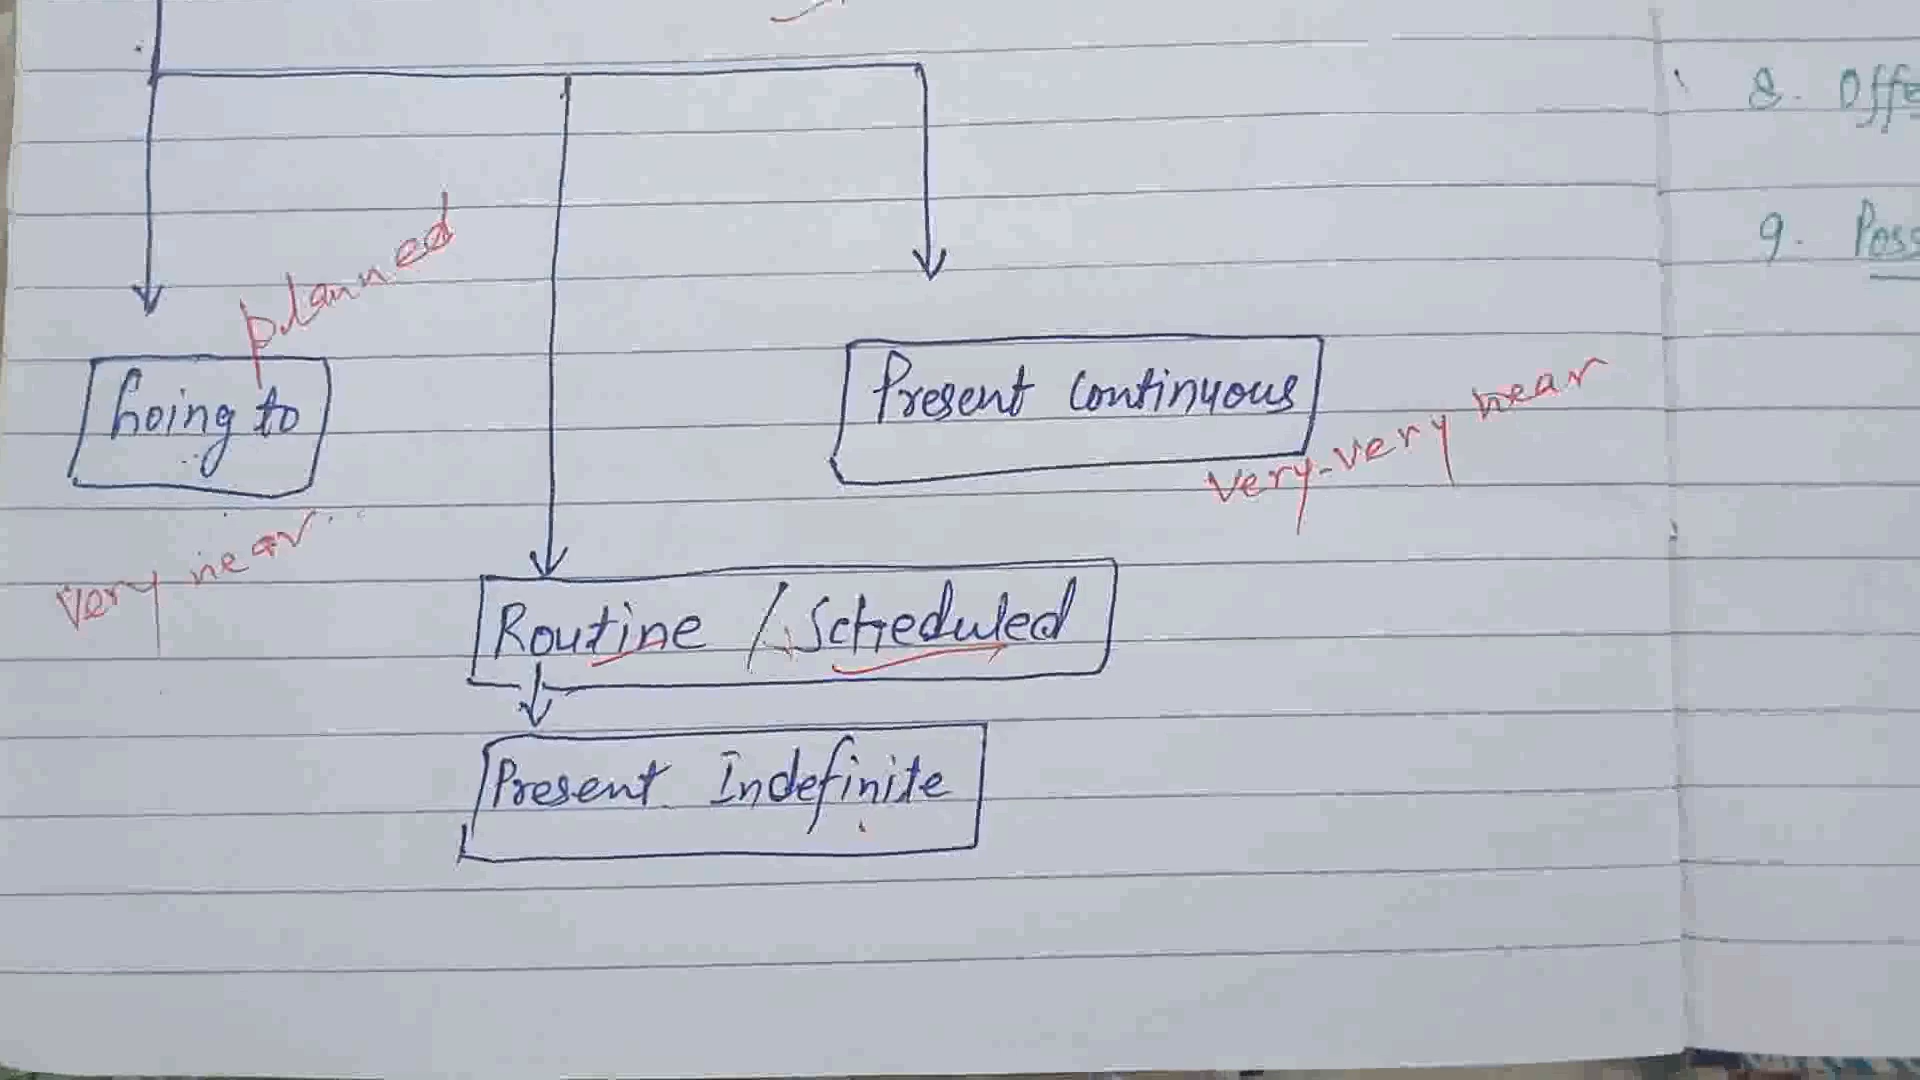 planned
Going to
very near
Present Continuous
very-very near
Routine / Scheduled
Present Indefinite
8. Offe
9. Poss